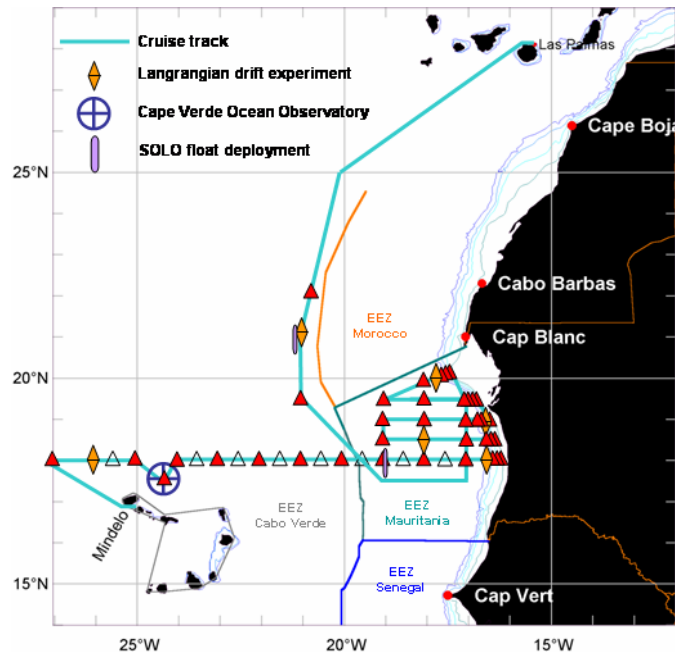 Cruise track
Langrangian drift experiment
Cape Verde Ocean Observatory
SOLO float deployment
Las Palmas
Cape Boja
25°N
Cabo Barbas
EEZ
Morocco
Cap Blanc
20°N
Mindelo
EEZ
Cabo Verde
EEZ
Mauritania
EEZ
Senegal
15°N
Cap Vert
25°W
20°W
15°W